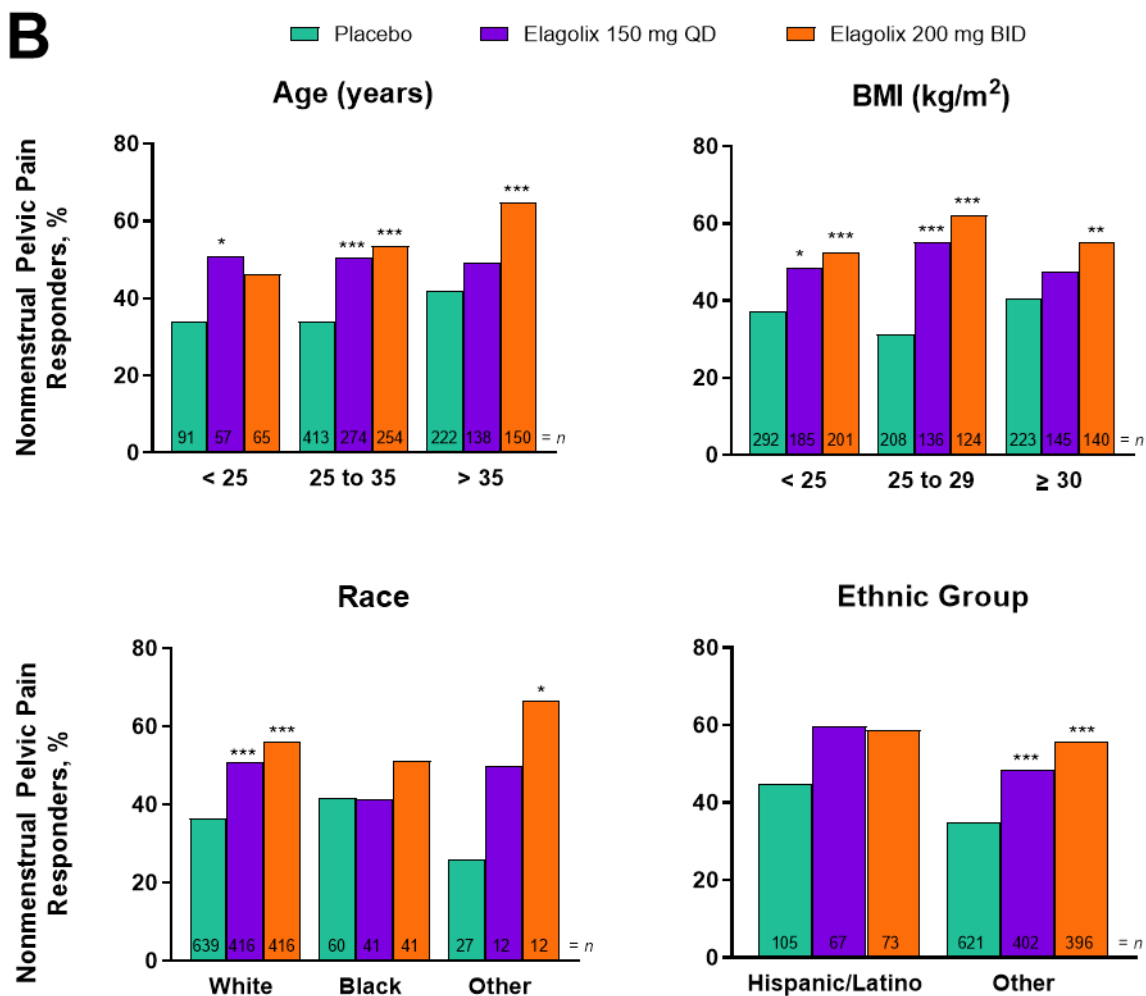 B
Placebo
Elagolix 150 mg QD
Elagolix 200 mg BID
Age (years)
Nonmenstrual Pelvic Pain
Responders, %
80
60
40
20
0
*
***
***
***
91 57 65 413 274 254 222 138 150 = n
< 25 25 to 35 > 35
BMI (kg/m²)
80
60
40
20
0
*
***
***
***
**
292 185 201 208 136 124 223 145 140 = n
< 25 25 to 29 ≥ 30
Race
Nonmenstrual Pelvic Pain
Responders, %
80
60
40
20
0
***
***
*
639 416 416 60 41 41 27 12 12 = n
White Black Other
Ethnic Group
80
60
40
20
0
***
***
105 67 73 621 402 396 = n
Hispanic/Latino Other